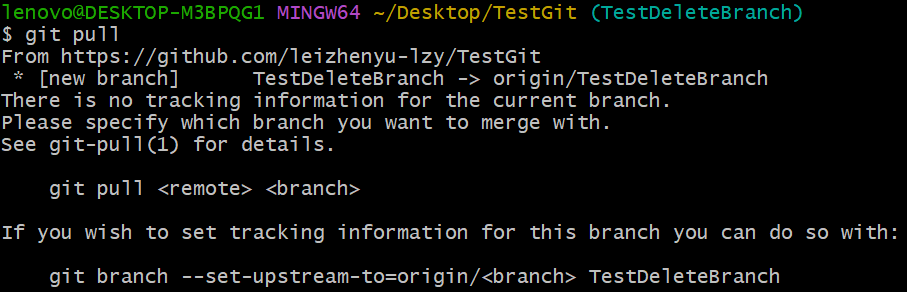 lenovo@DESKTOP-M3BPQG1 MINGW64 ~/Desktop/TestGit (TestDeleteBranch)
$ git pull
From https://github.com/leizhenyu-lzy/TestGit
 * [new branch]      TestDeleteBranch -> origin/TestDeleteBranch
There is no tracking information for the current branch.
Please specify which branch you want to merge with.
See git-pull(1) for details.

    git pull <remote> <branch>

If you wish to set tracking information for this branch you can do so with:

    git branch --set-upstream-to=origin/<branch> TestDeleteBranch